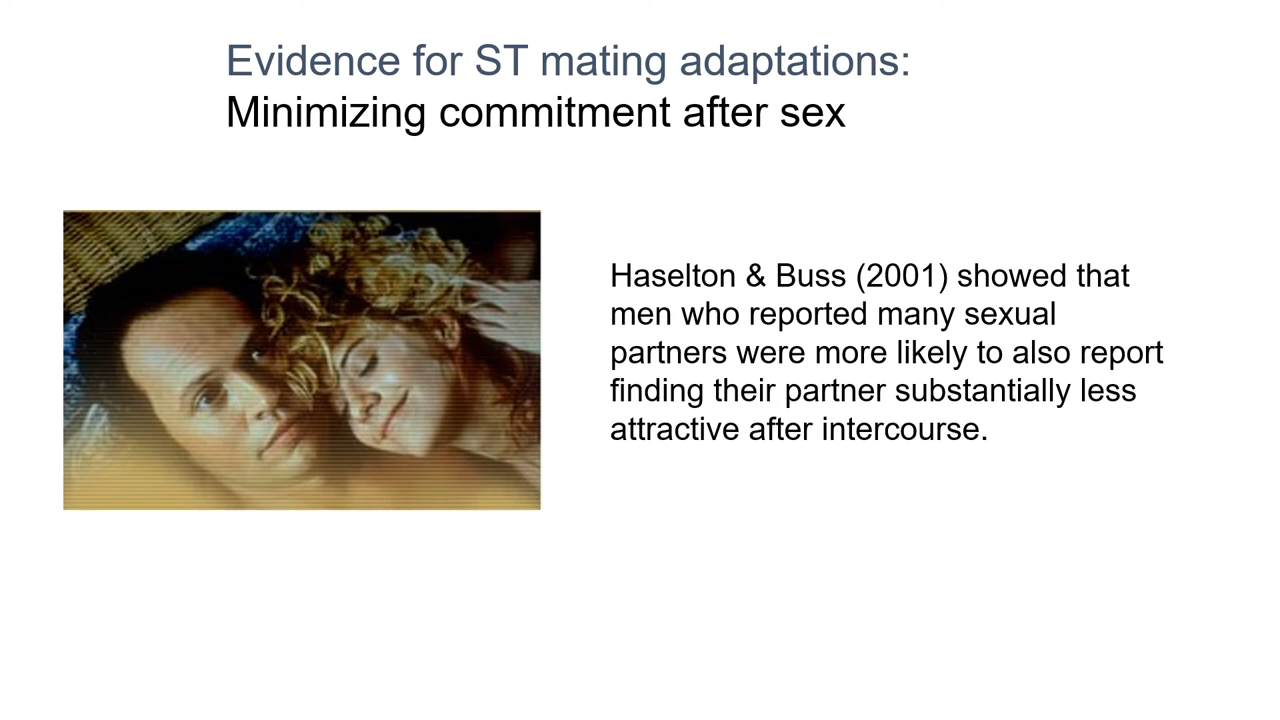 Evidence for ST mating adaptations:
Minimizing commitment after sex
Haselton & Buss (2001) showed that
men who reported many sexual
partners were more likely to also report
finding their partner substantially less
attractive after intercourse.